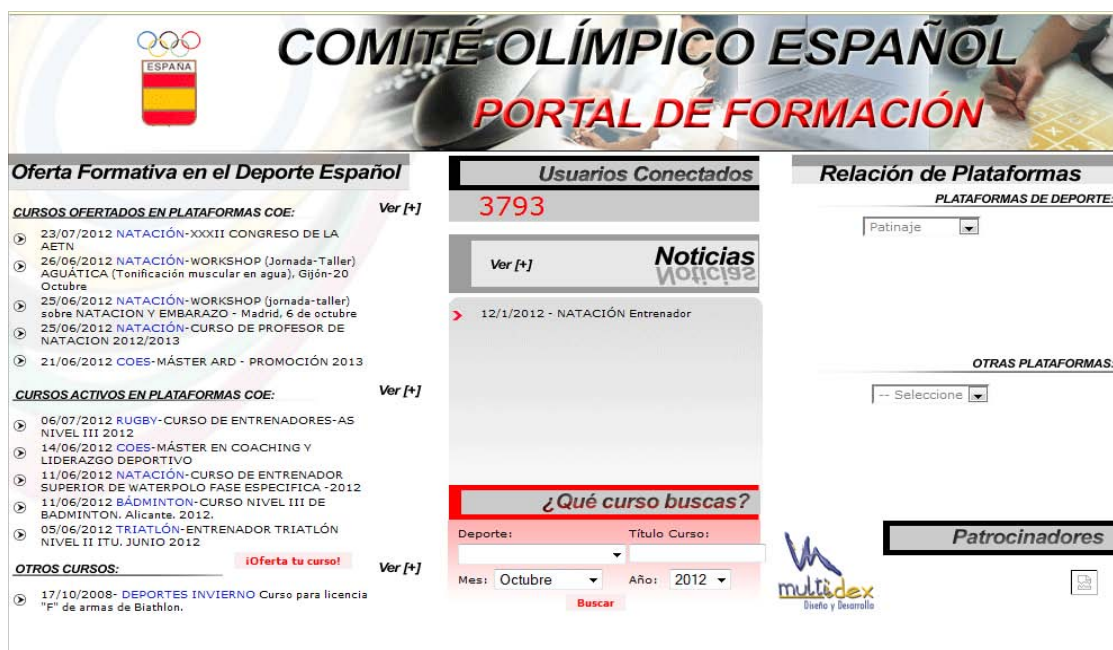 ESPAÑA
COMITÉ OLÍMPICO ESPAÑOL
PORTAL DE FORMACIÓN
Oferta Formativa en el Deporte Español
CURSOS OFERTADOS EN PLATAFORMAS COE:
Ver [+]
23/07/2012 NATACIÓN-XXXII CONGRESO DE LA
AETN
26/06/2012 NATACIÓN-WORKSHOP (Jornada-Taller)
AGUÁTICA (Tonificación muscular en agua), Gijón-20
Octubre
25/06/2012 NATACIÓN-WORKSHOP (jornada-taller)
sobre NATACION Y EMBARAZO - Madrid, 6 de octubre
25/06/2012 NATACIÓN-CURSO DE PROFESOR DE
NATACION 2012/2013
21/06/2012 COES-MÁSTER ARD - PROMOCIÓN 2013
CURSOS ACTIVOS EN PLATAFORMAS COE:
Ver [+]
06/07/2012 RUGBY-CURSO DE ENTRENADORES-AS
NIVEL III 2012
14/06/2012 COES-MÁSTER EN COACHING Y
LIDERAZGO DEPORTIVO
11/06/2012 NATACIÓN-CURSO DE ENTRENADOR
SUPERIOR DE WATERPOLO FASE ESPECIFICA -2012
11/06/2012 BÁDMINTON-CURSO NIVEL III DE
BADMINTON. Alicante. 2012.
05/06/2012 TRIATLÓN-ENTRENADOR TRIATLÓN
NIVEL II ITU. JUNIO 2012
¡Oferta tu curso!
OTROS CURSOS:
Ver [+]
17/10/2008- DEPORTES INVIERNO Curso para licencia
"F" de armas de Biathlon.
Usuarios Conectados
3793
Ver [+]
Noticias
12/1/2012 - NATACIÓN Entrenador
¿Qué curso buscas?
Deporte:
Título Curso:
Mes: Octubre
Año: 2012
Buscar
Relación de Plataformas
PLATAFORMAS DE DEPORTE:
Patinaje
OTRAS PLATAFORMAS:
-- Seleccione
Patrocinadores
multidex
Diseño y Desarrollo